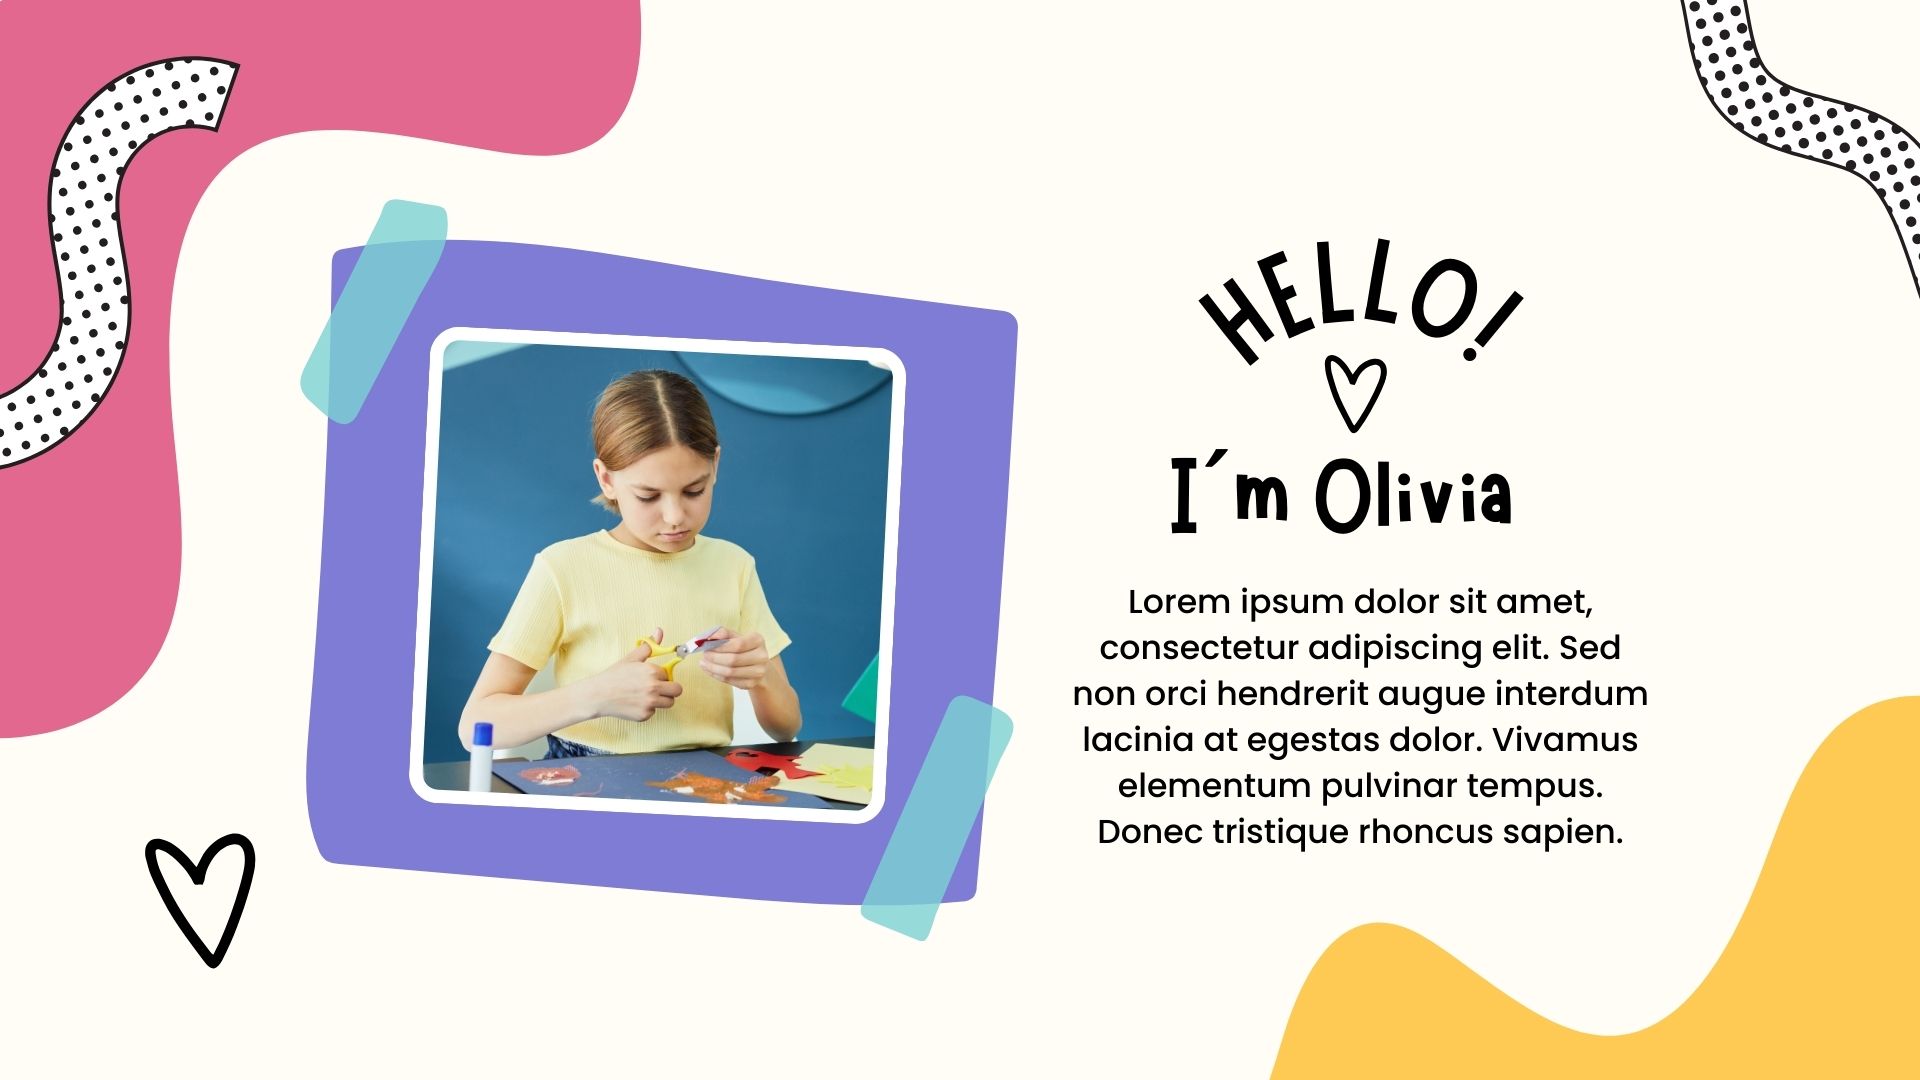 HELLO!
I´m Olivia
Lorem ipsum dolor sit amet,
consectetur adipiscing elit. Sed
non orci hendrerit augue interdum
lacinia at egestas dolor. Vivamus
elementum pulvinar tempus.
Donec tristique rhoncus sapien.